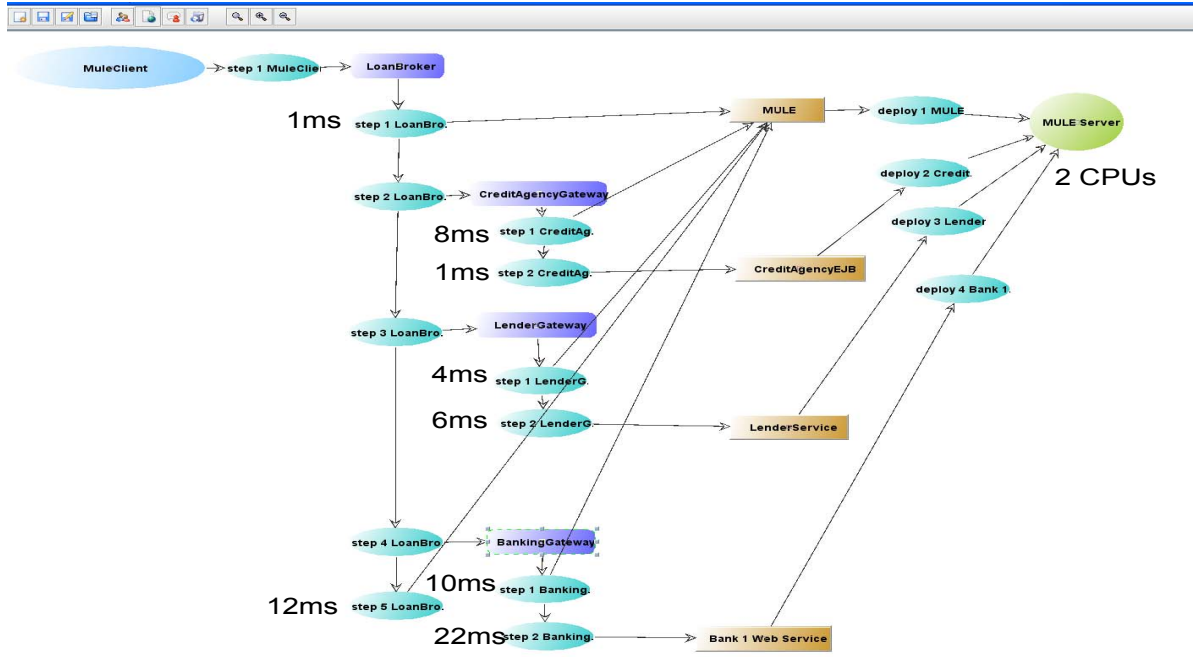 MuleClient
step 1 MuleClie
LoanBroker
1ms
step 1 LoanBro.
MULE
deploy 1 MULE
MULE Server
2 CPUs
step 2 LoanBro.
CreditAgencyGateway
deploy 2 Credit.
8ms
step 1 CreditAg.
deploy 3 Lender
1ms
step 2 CreditAg.
CreditAgencyEJB
deploy 4 Bank 1.
step 3 LoanBro.
LenderGateway
4ms
step 1 LenderG.
6ms
step 2 LenderG.
LenderService
step 4 LoanBro.
BankingGateway
10ms
step 1 Banking.
12ms
step 5 LoanBro.
22ms
step 2 Banking.
Bank 1 Web Service